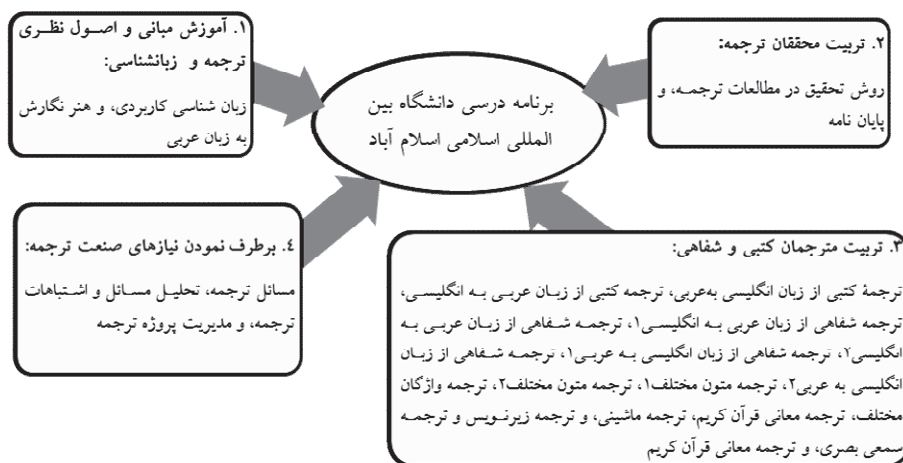 ۱. آموزش مبانی و اصول نظری
ترجمه و زبانشناسی:
زبان شناسی کاربردی، و هنر نگارش
به زبان عربی
۲. تربیت محققان ترجمه:
روش تحقیق در مطالعات ترجمه، و
پایان نامه
برنامه درسی دانشگاه بین
المللی اسلامی اسلام آباد
۳. تربیت مترجمان کتبی و شفاهی:
ترجمهٔ کتبی از زبان انگلیسی به‌عربی، ترجمه کتبی از زبان عربی به انگلیسی،
ترجمه شفاهی از زبان عربی به انگلیسی۱، ترجمه شفاهی از زبان عربی به
انگلیسی۲، ترجمه شفاهی از زبان انگلیسی به عربی۱، ترجمه شفاهی از زبان
انگلیسی به عربی۲، ترجمه متون مختلف۱، ترجمه متون مختلف۲، ترجمه واژگان
مختلف، ترجمه معانی قرآن کریم، ترجمه ماشینی، و ترجمه زیرنویس و ترجمه
سمعی بصری، و ترجمه معانی قرآن کریم
٤. برطرف نمودن نیازهای صنعت ترجمه:
مسائل ترجمه، تحلیل مسائل و اشتباهات
ترجمه، و مدیریت پروژه ترجمه